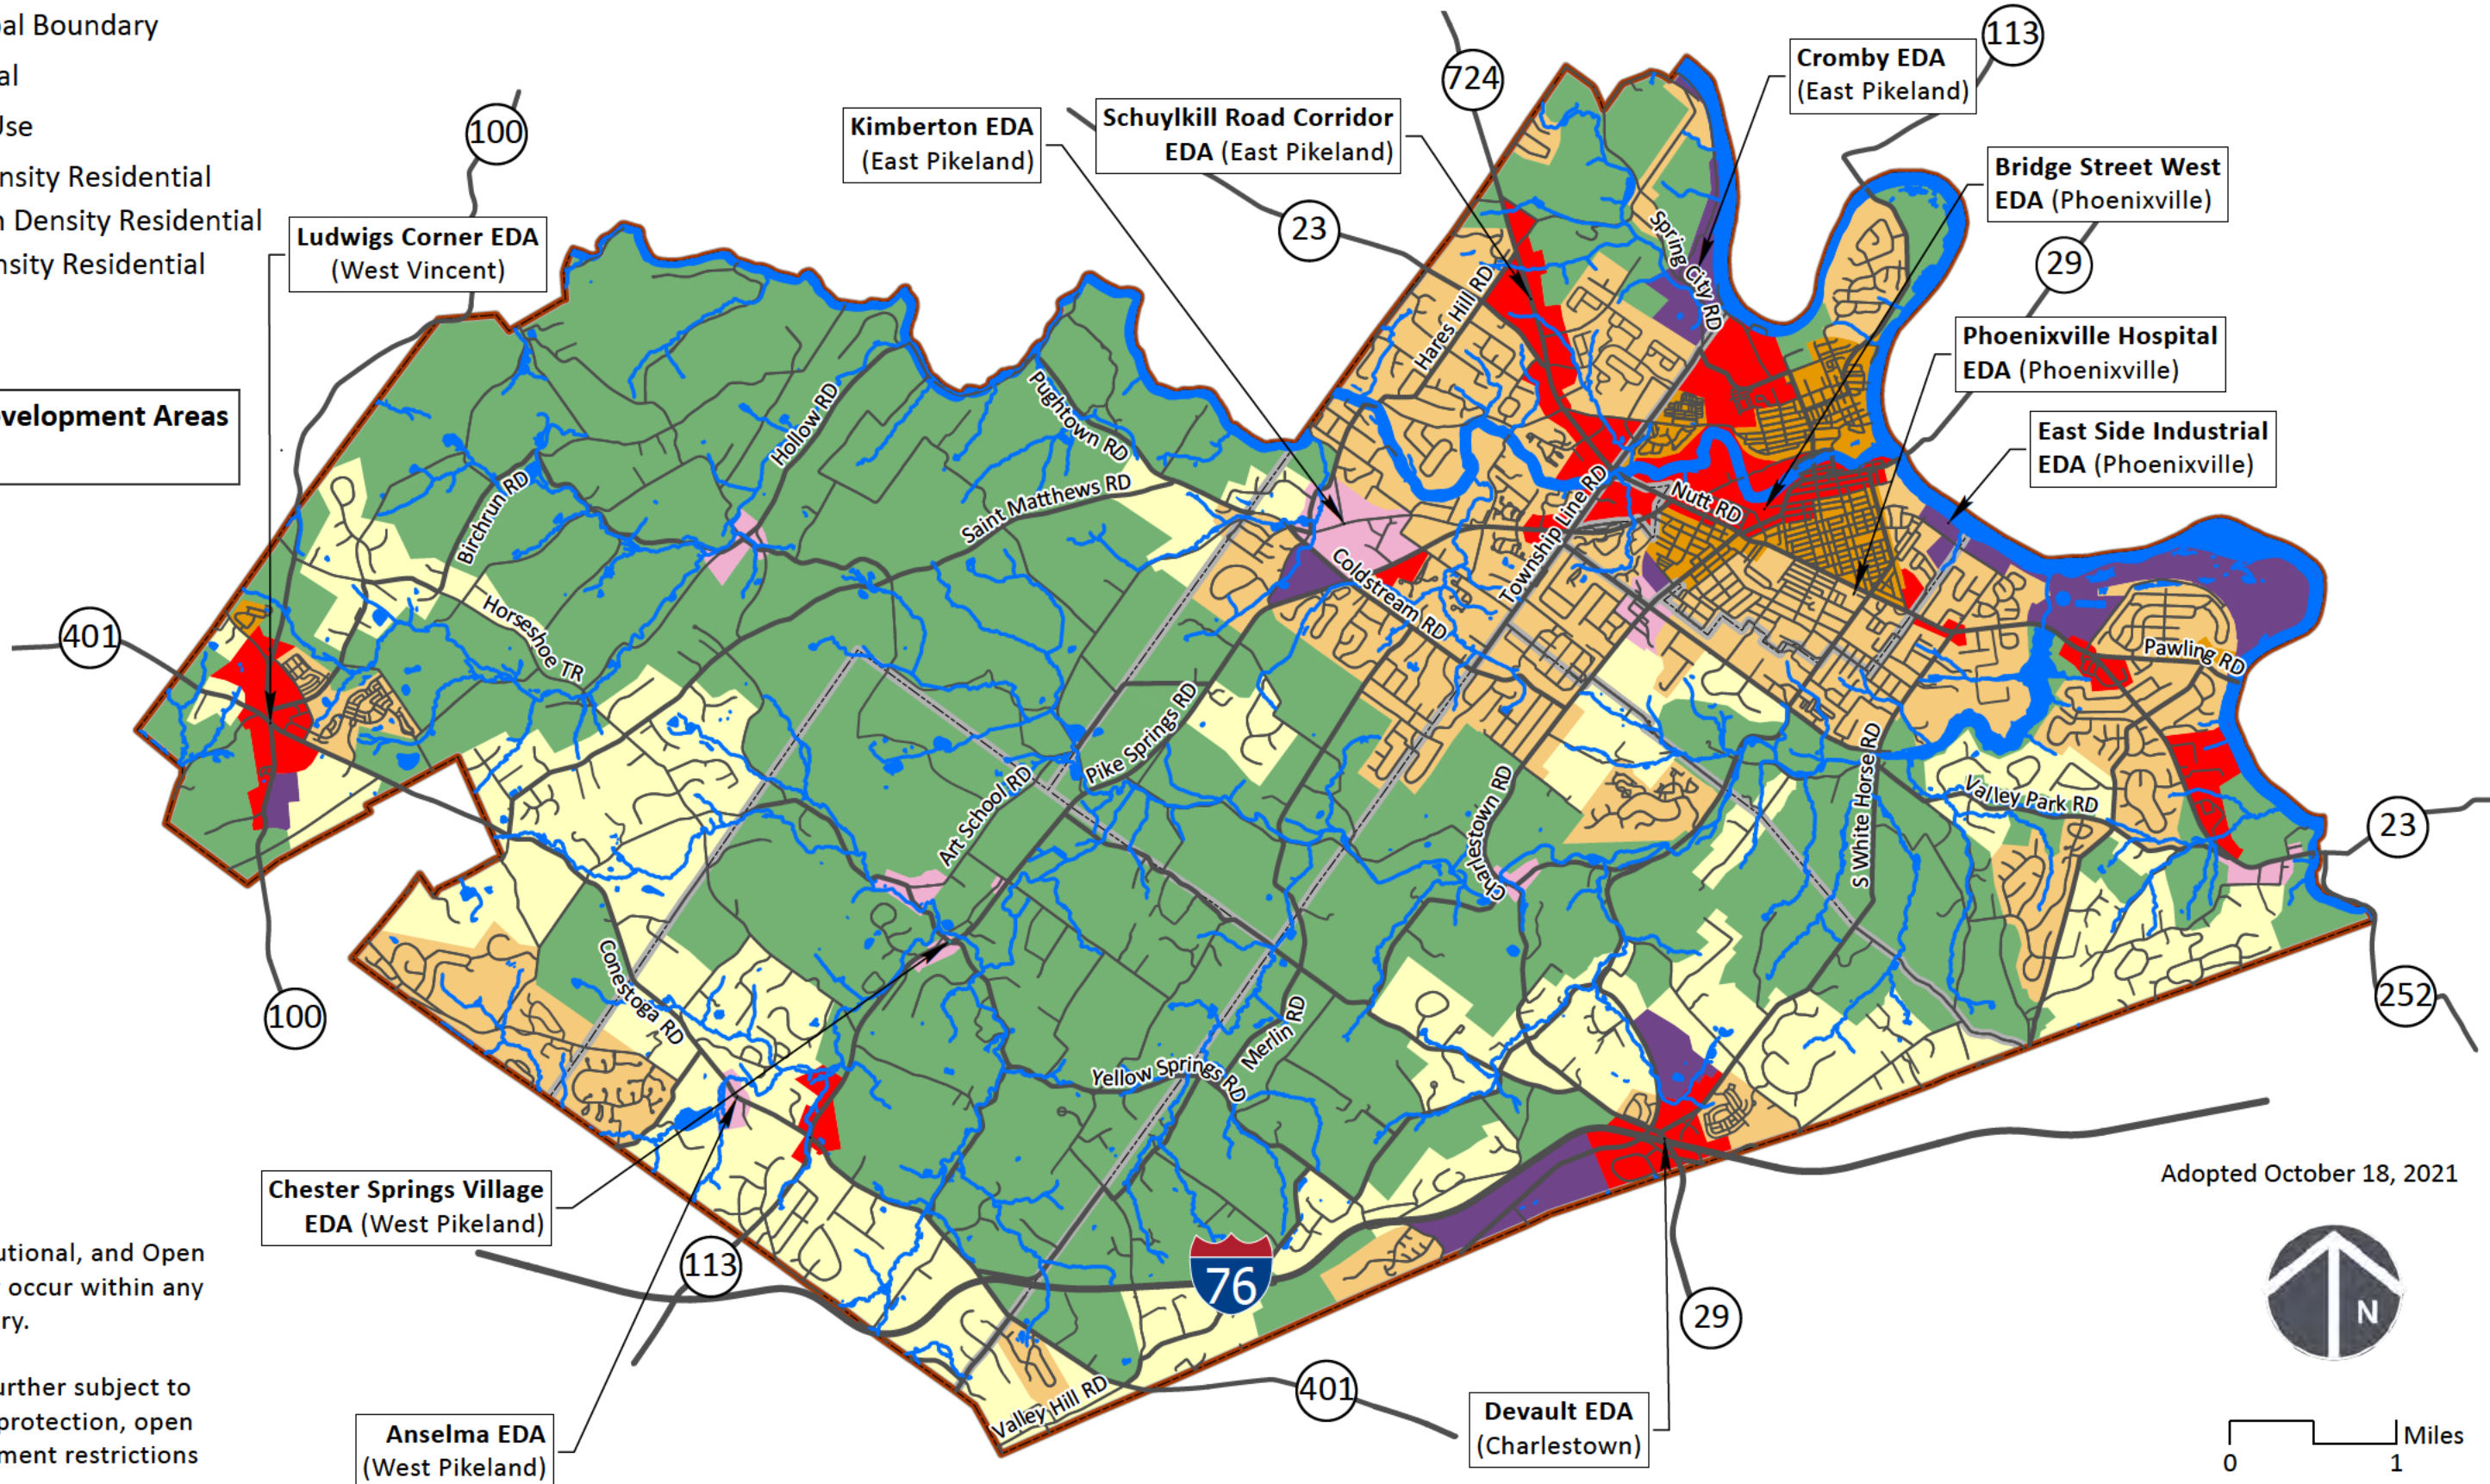 pal Boundary
al
Use
nsity Residential
n Density Residential
nsity Residential
evelopment Areas
utional, and Open
occur within any
ry.
urther subject to
protection, open
ment restrictions
100
Ludwigs Corner EDA
(West Vincent)
Kimberton EDA
(East Pikeland)
Schuylkill Road Corridor
EDA (East Pikeland)
724
23
Cromby EDA
(East Pikeland)
113
Bridge Street West
EDA (Phoenixville)
29
Phoenixville Hospital
EDA (Phoenixville)
East Side Industrial
EDA (Phoenixville)
Spring City RD
Hares Hill RD
Pughtown RD
Hollow RD
Saint Matthews RD
Birchrun RD
Nutt RD
Township Line RD
Coldstream RD
Horseshoe TR
401
Pawling RD
Pike Springs RD
Art School RD
Charlestown RD
S White Horse RD
Valley Park RD
23
252
Conestoga RD
100
Merlin RD
Yellow Springs RD
Chester Springs Village
EDA (West Pikeland)
113
76
29
401
Valley Hill RD
Anselma EDA
(West Pikeland)
Devault EDA
(Charlestown)
Adopted October 18, 2021
N
Miles
0 1